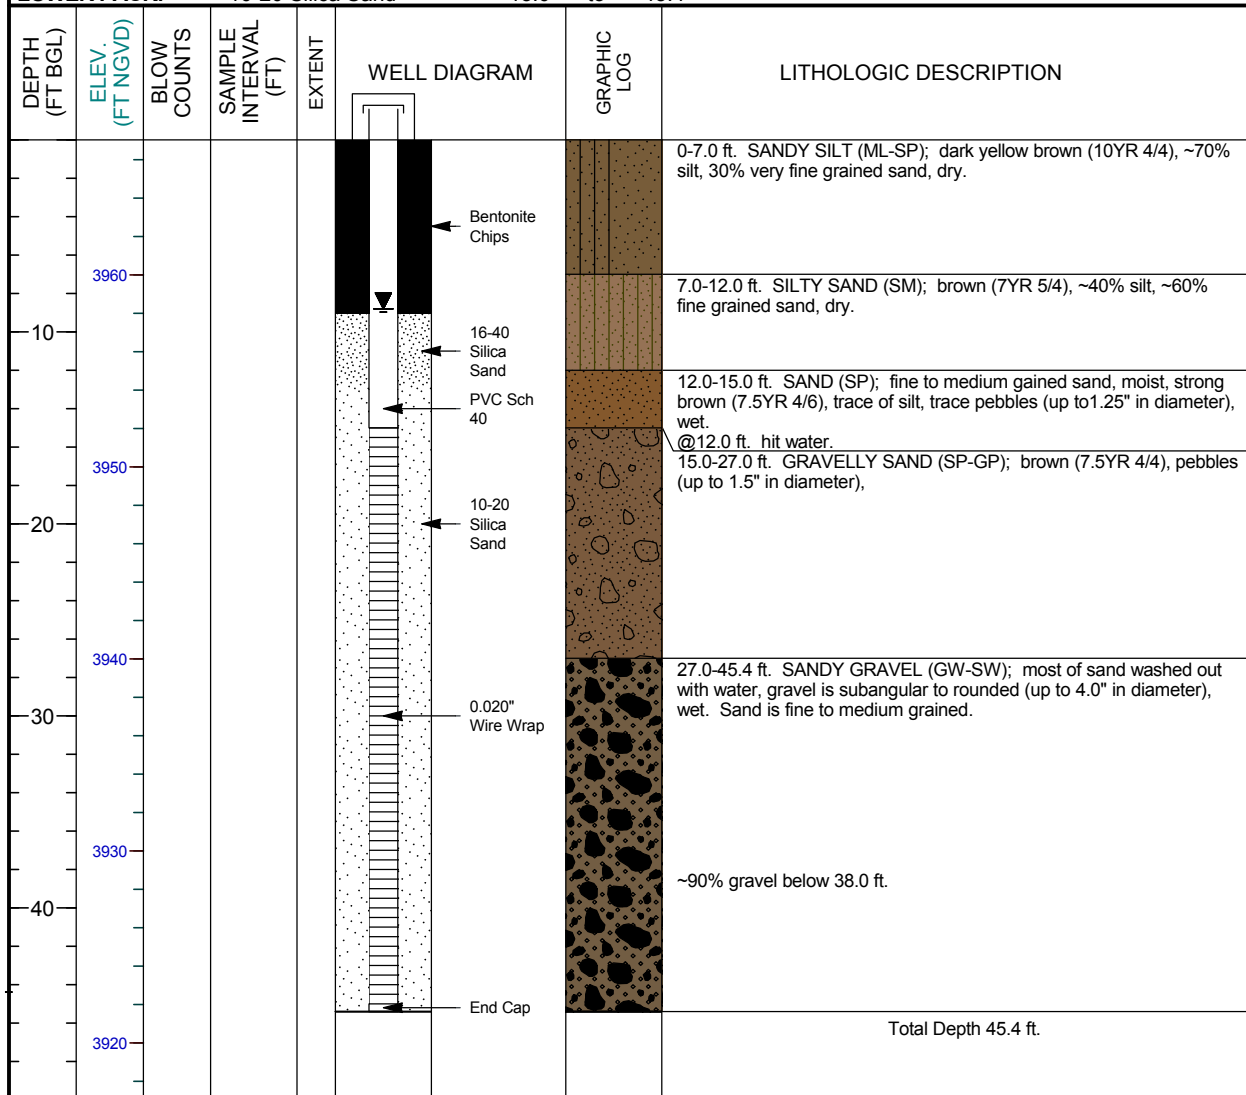 DEPTH
(FT BGL)
ELEV.
(FT NGVD)
BLOW
COUNTS
SAMPLE
INTERVAL
(FT)
EXTENT
WELL DIAGRAM
GRAPHIC
LOG
LITHOLOGIC DESCRIPTION
0-7.0 ft. SANDY SILT (ML-SP); dark yellow brown (10YR 4/4), ~70%
silt, 30% very fine grained sand, dry.
Bentonite
Chips
3960
7.0-12.0 ft. SILTY SAND (SM); brown (7YR 5/4), ~40% silt, ~60%
fine grained sand, dry.
10
16-40
Silica
Sand
12.0-15.0 ft. SAND (SP); fine to medium gained sand, moist, strong
brown (7.5YR 4/6), trace of silt, trace pebbles (up to1.25" in diameter),
wet.
@12.0 ft. hit water.
PVC Sch
40
15.0-27.0 ft. GRAVELLY SAND (SP-GP); brown (7.5YR 4/4), pebbles
(up to 1.5" in diameter),
3950
10-20
Silica
Sand
20
3940
27.0-45.4 ft. SANDY GRAVEL (GW-SW); most of sand washed out
with water, gravel is subangular to rounded (up to 4.0" in diameter),
wet. Sand is fine to medium grained.
0.020"
Wire Wrap
30
3930
~90% gravel below 38.0 ft.
40
End Cap
Total Depth 45.4 ft.
3920